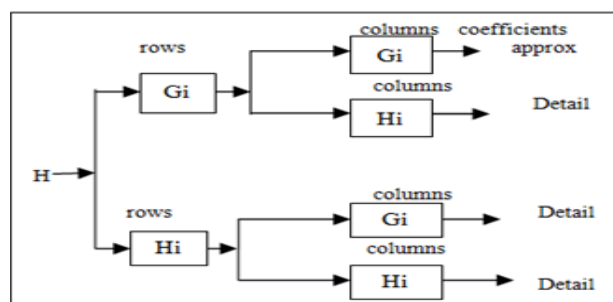 columns coefficients
rows approx
Gi
Gi
columns
Hi Detail
H
columns
rows Detail
Gi
Hi columns
Hi Detail